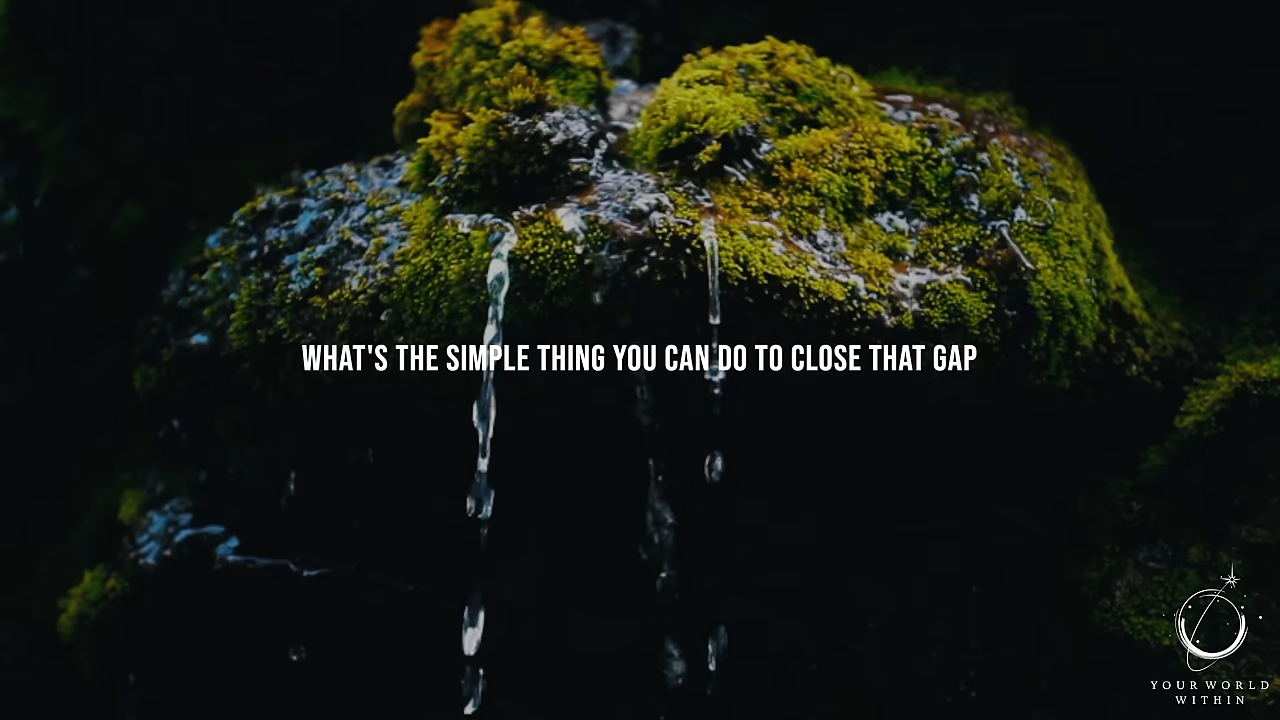 WHAT'S THE SIMPLE THING YOU CAN DO TO CLOSE THAT GAP
YOUR WORLD
WITHIN